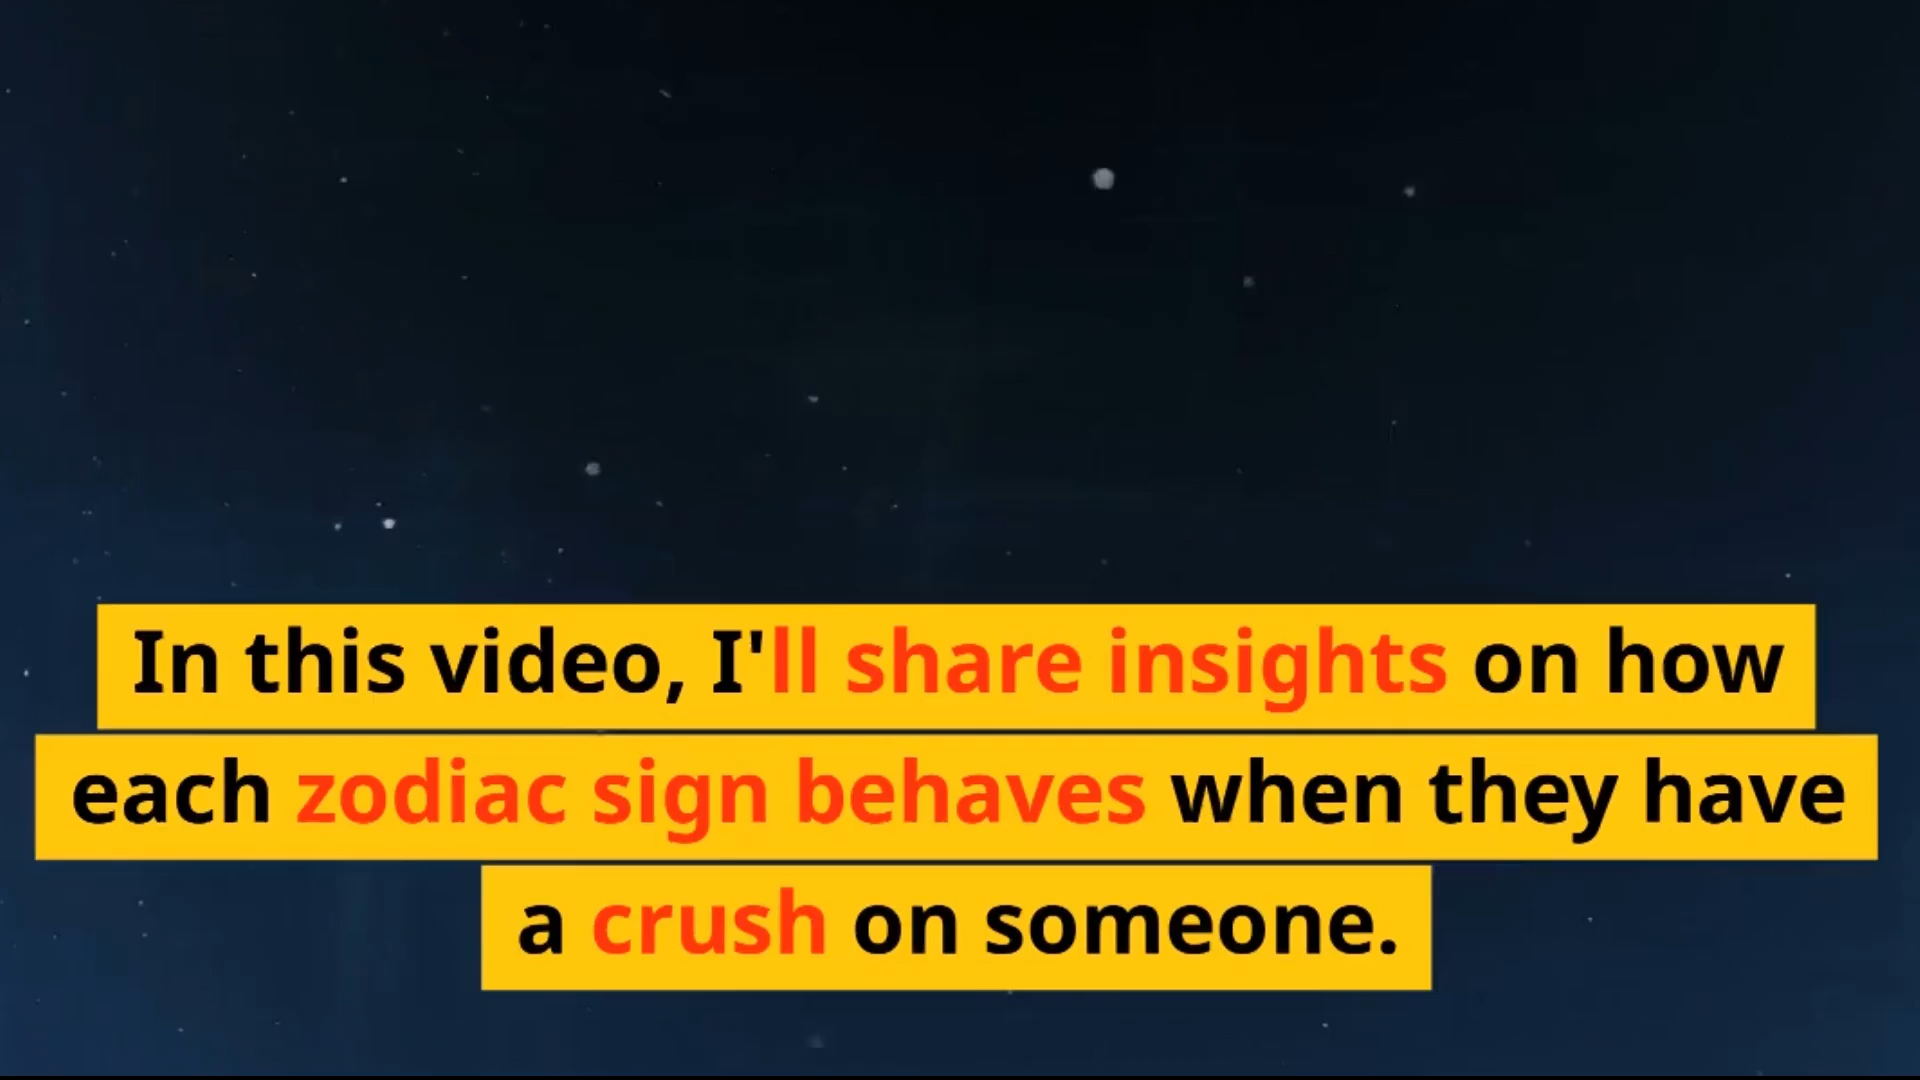 In this video, I'll share insights on how
each zodiac sign behaves when they have
a crush on someone.